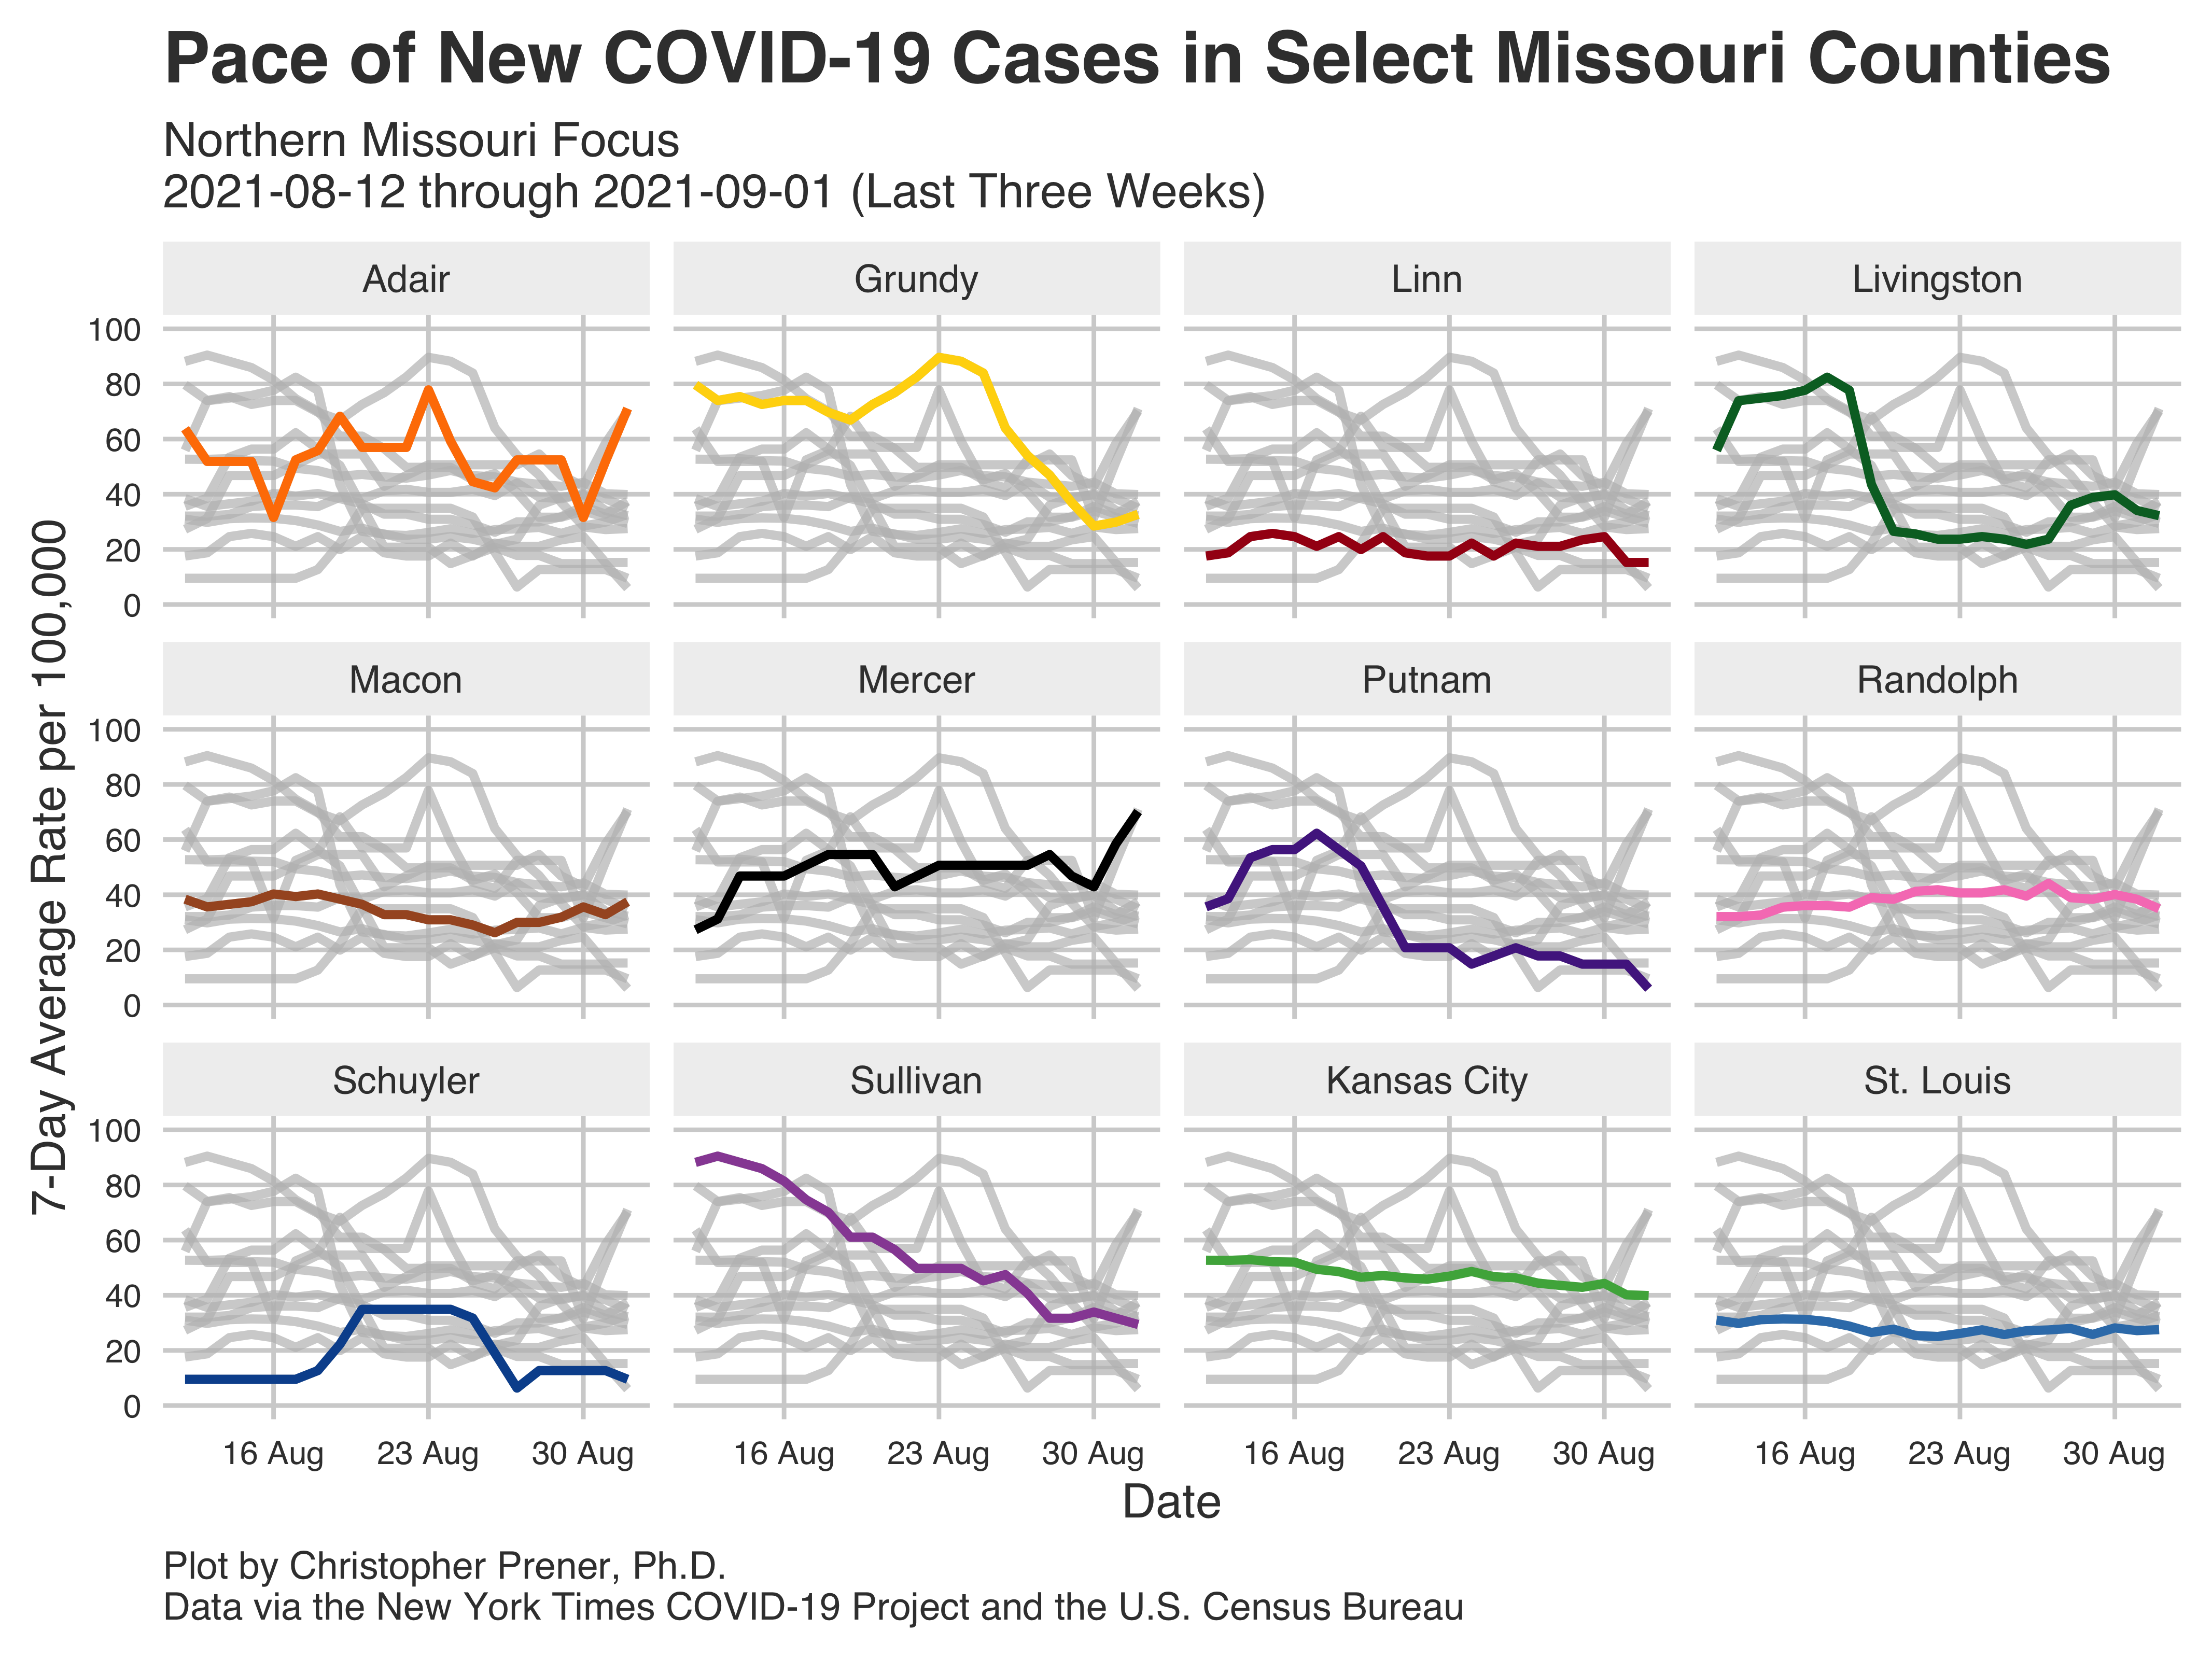 Pace of New COVID-19 Cases in Select Missouri Counties
Northern Missouri Focus
2021-08-12 through 2021-09-01 (Last Three Weeks)
7-Day Average Rate per 100,000
Adair
Grundy
Linn
Livingston
100
80
60
40
20
0
Macon
Mercer
Putnam
Randolph
100
80
60
40
20
0
Schuyler
Sullivan
Kansas City
St. Louis
100
80
60
40
20
0
16 Aug 23 Aug 30 Aug
16 Aug 23 Aug 30 Aug
16 Aug 23 Aug 30 Aug
16 Aug 23 Aug 30 Aug
Date
Plot by Christopher Prener, Ph.D.
Data via the New York Times COVID-19 Project and the U.S. Census Bureau